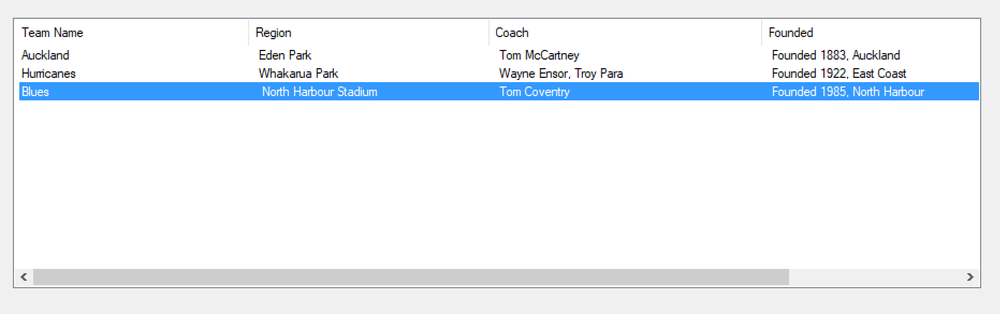 Team Name Region Coach Founded
Auckland Eden Park Tom McCartney Founded 1883, Auckland
Hurricanes Whakarua Park Wayne Ensor, Troy Para Founded 1922, East Coast
Blues North Harbour Stadium Tom Coventry Founded 1985, North Harbour